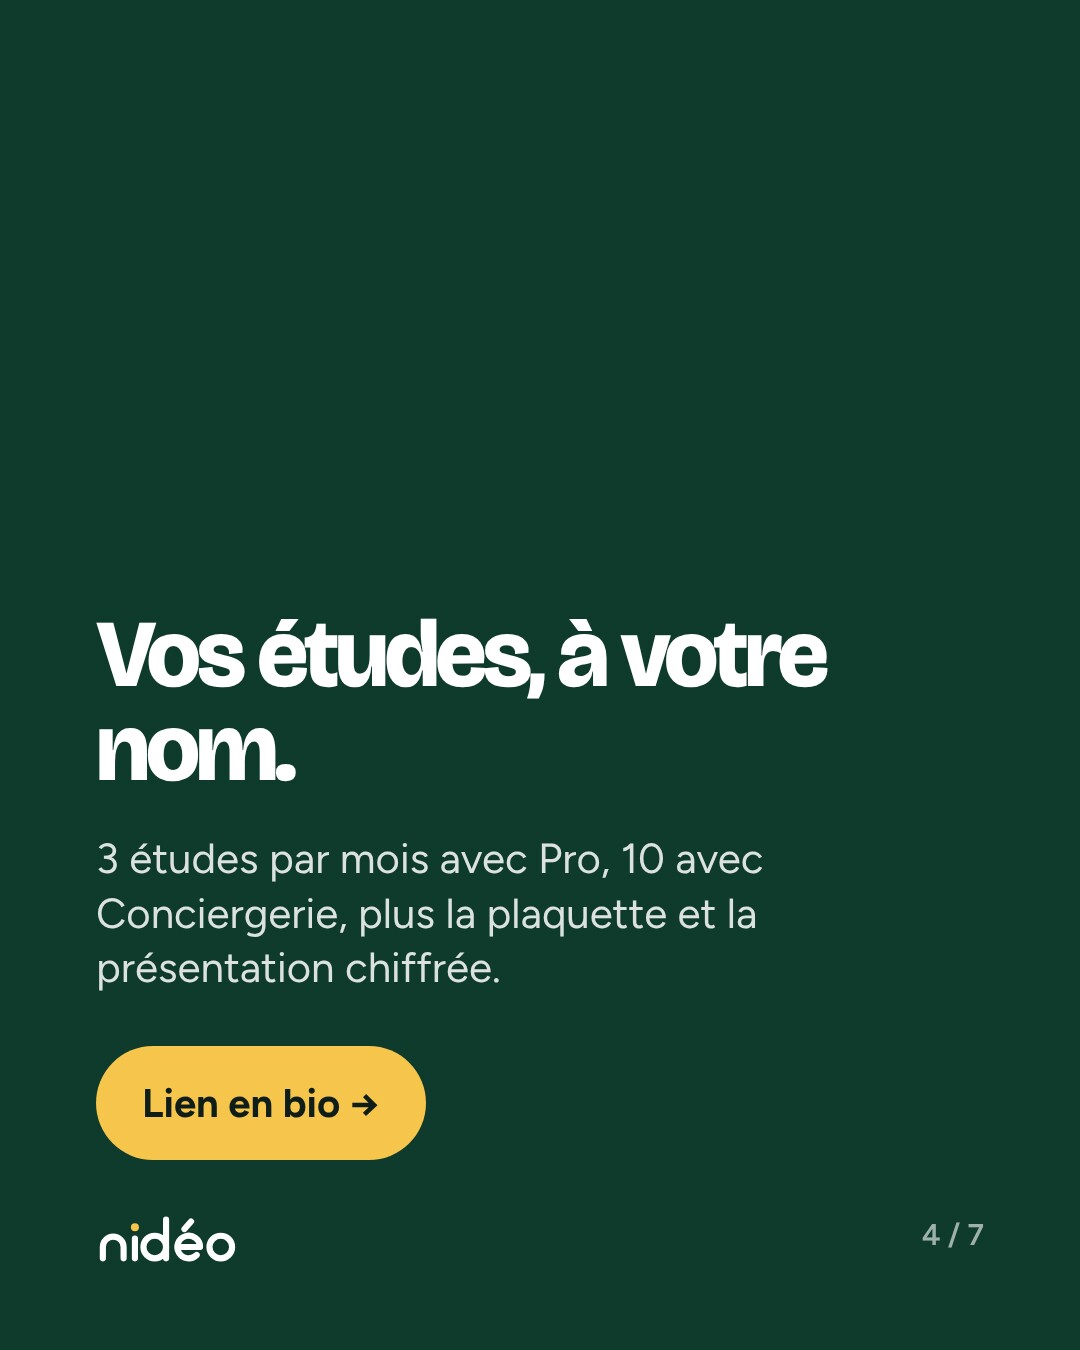 Vos études, à votre
nom.
3 études par mois avec Pro, 10 avec
Conciergerie, plus la plaquette et la
présentation chiffrée.
Lien en bio →
nidéo
4 / 7